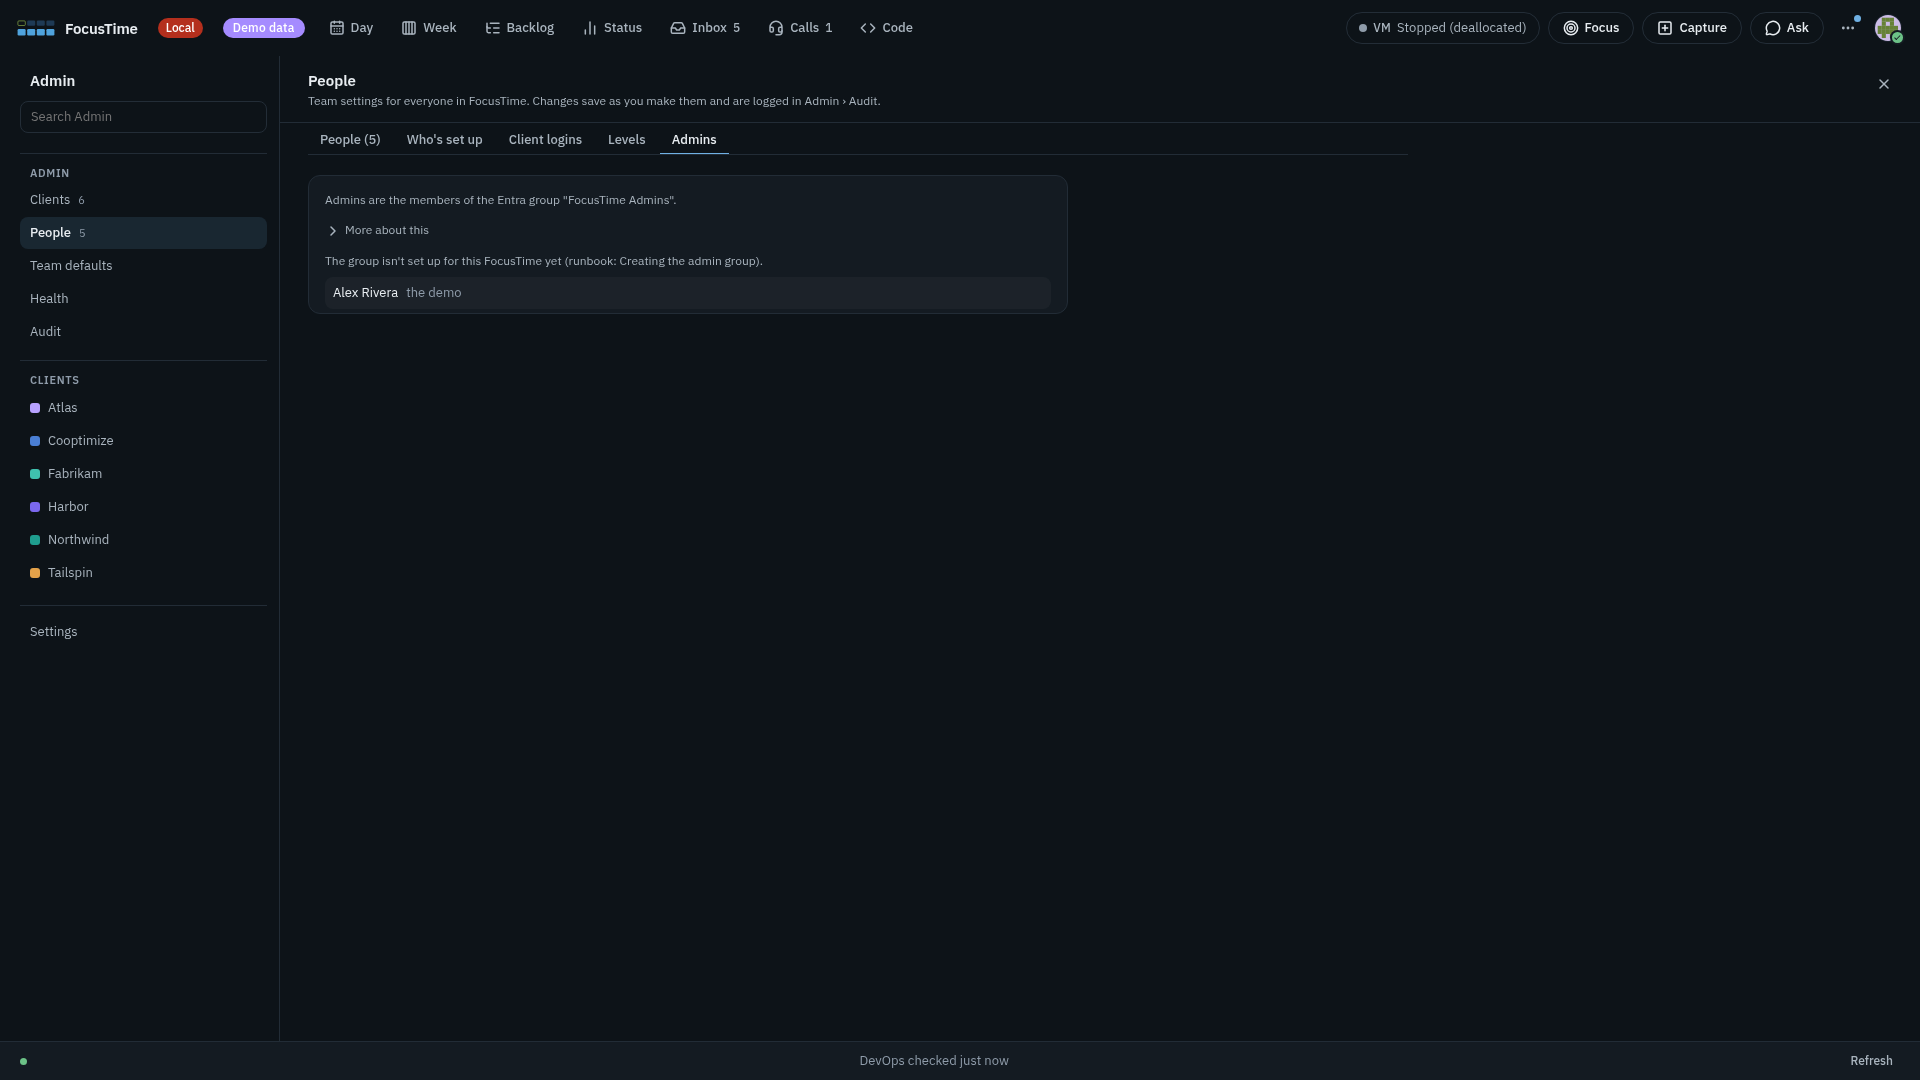 FocusTime
Local
Demo data
Day
Week
Backlog
Status
Inbox 5
Calls 1
Code
VM Stopped (deallocated)
Focus
Capture
Ask
Admin
Search Admin
ADMIN
Clients 6
People 5
Team defaults
Health
Audit
CLIENTS
Atlas
Cooptimize
Fabrikam
Harbor
Northwind
Tailspin
Settings
People
Team settings for everyone in FocusTime. Changes save as you make them and are logged in Admin › Audit.
People (5)
Who's set up
Client logins
Levels
Admins
Admins are the members of the Entra group "FocusTime Admins".
More about this
The group isn't set up for this FocusTime yet (runbook: Creating the admin group).
Alex Rivera the demo
DevOps checked just now
Refresh